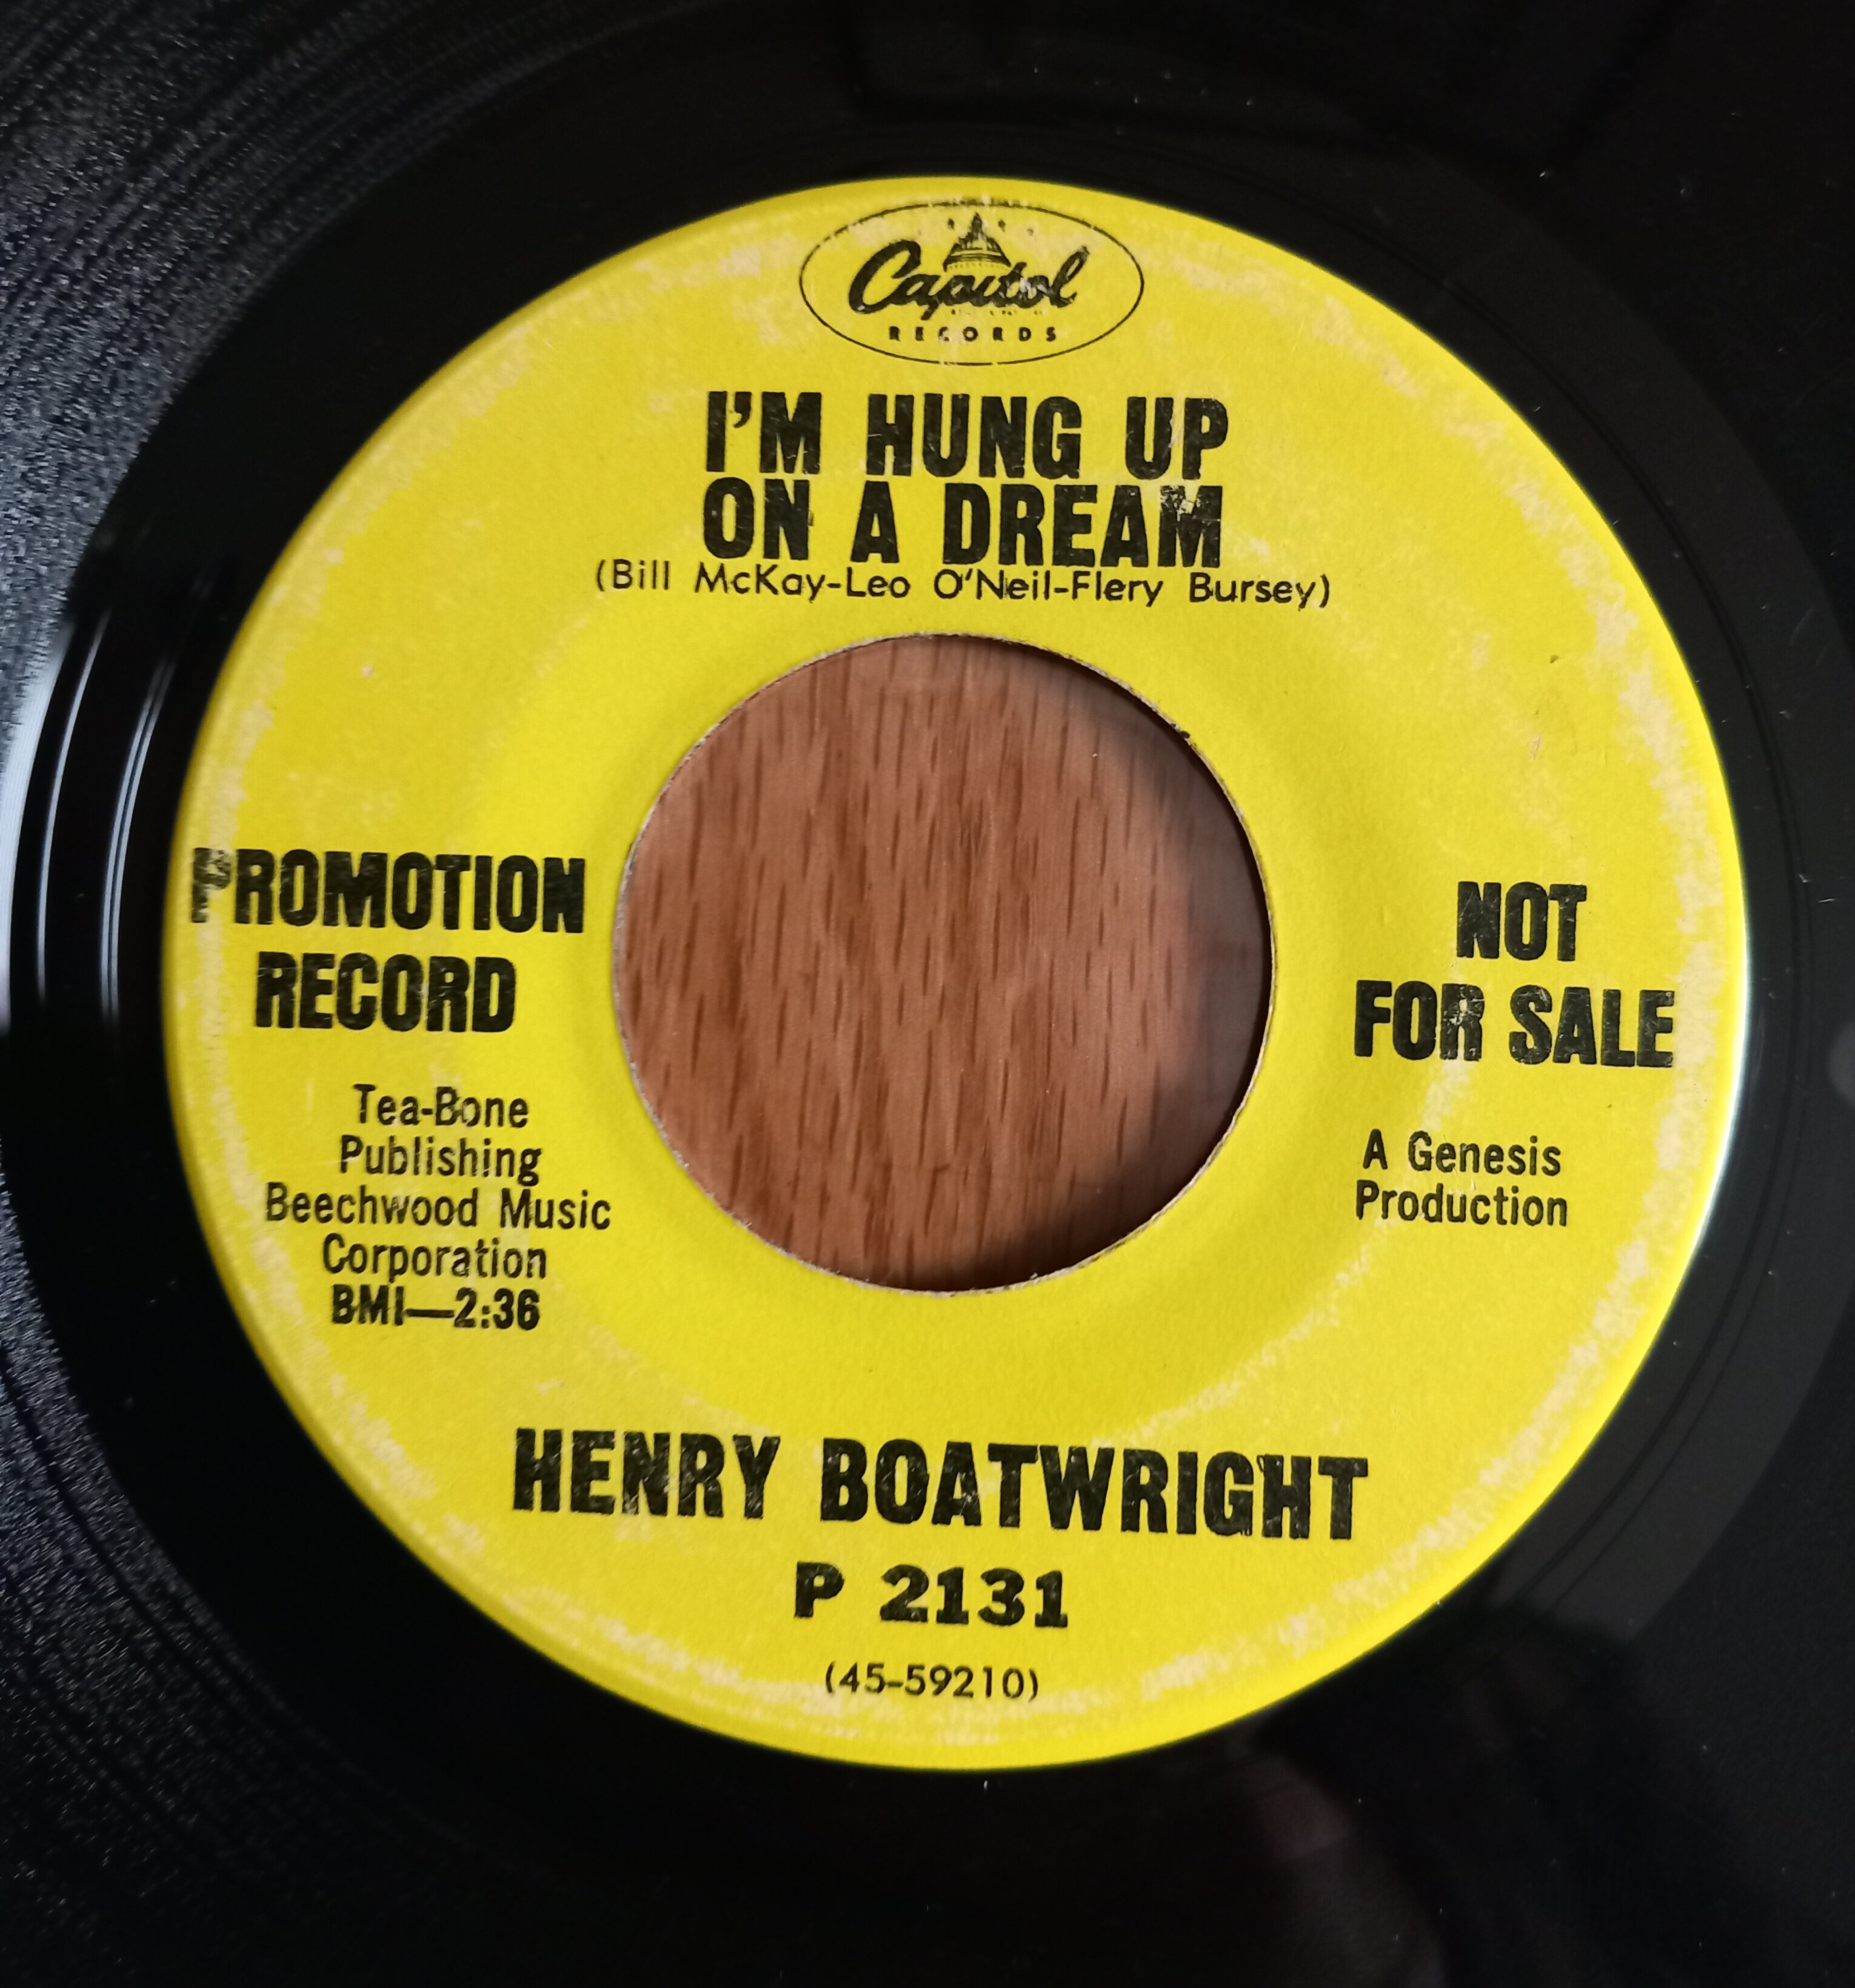 Capitol
RECORDS
I'M HUNG UP
ON A DREAM
(Bill McKay-Leo O'Neil-Flery Bursey)
PROMOTION
RECORD
NOT
FOR SALE
Tea-Bone
Publishing
Beechwood Music
Corporation
BMI—2:36
A Genesis
Production
HENRY BOATWRIGHT
P 2131
(45-59210)